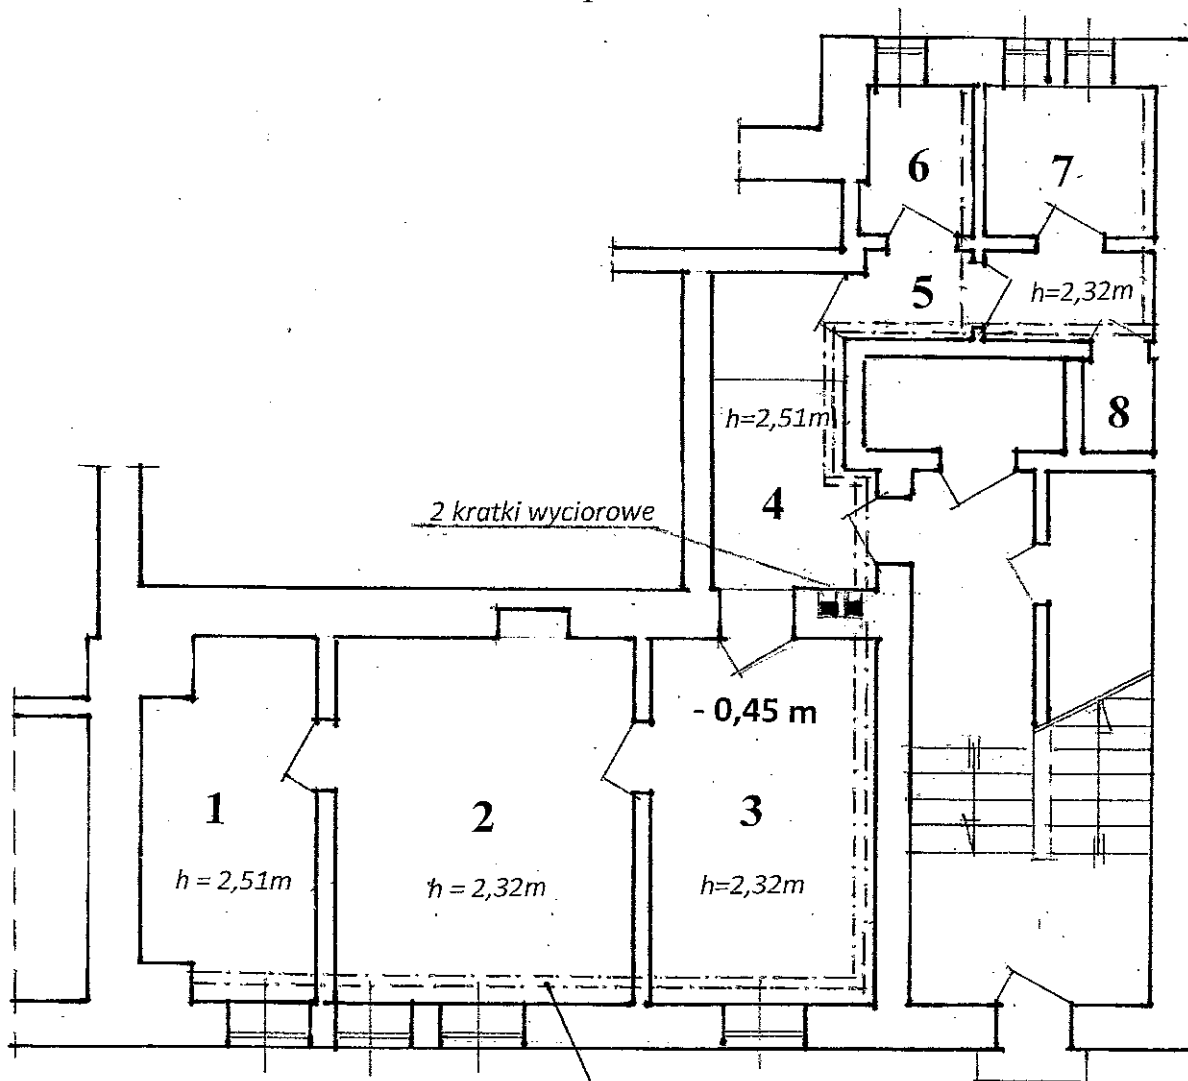 6
7
5
h=2,32m
h=2,51m
8
4
2 kratki wyciorowe
- 0,45 m
1
2
3
h = 2,51m
h = 2,32m
h=2,32m